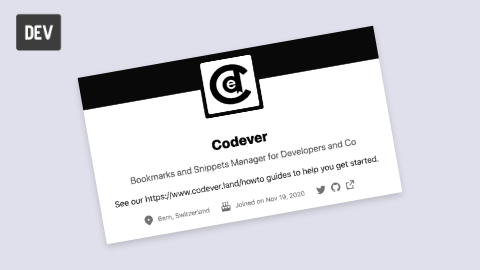 DEV
Codever
Bookmarks and Snippets Manager for Developers and Co
See our https://www.codever.land/howto guides to help you get started.
Bern, Switzerland Joined on Nov 19, 2020